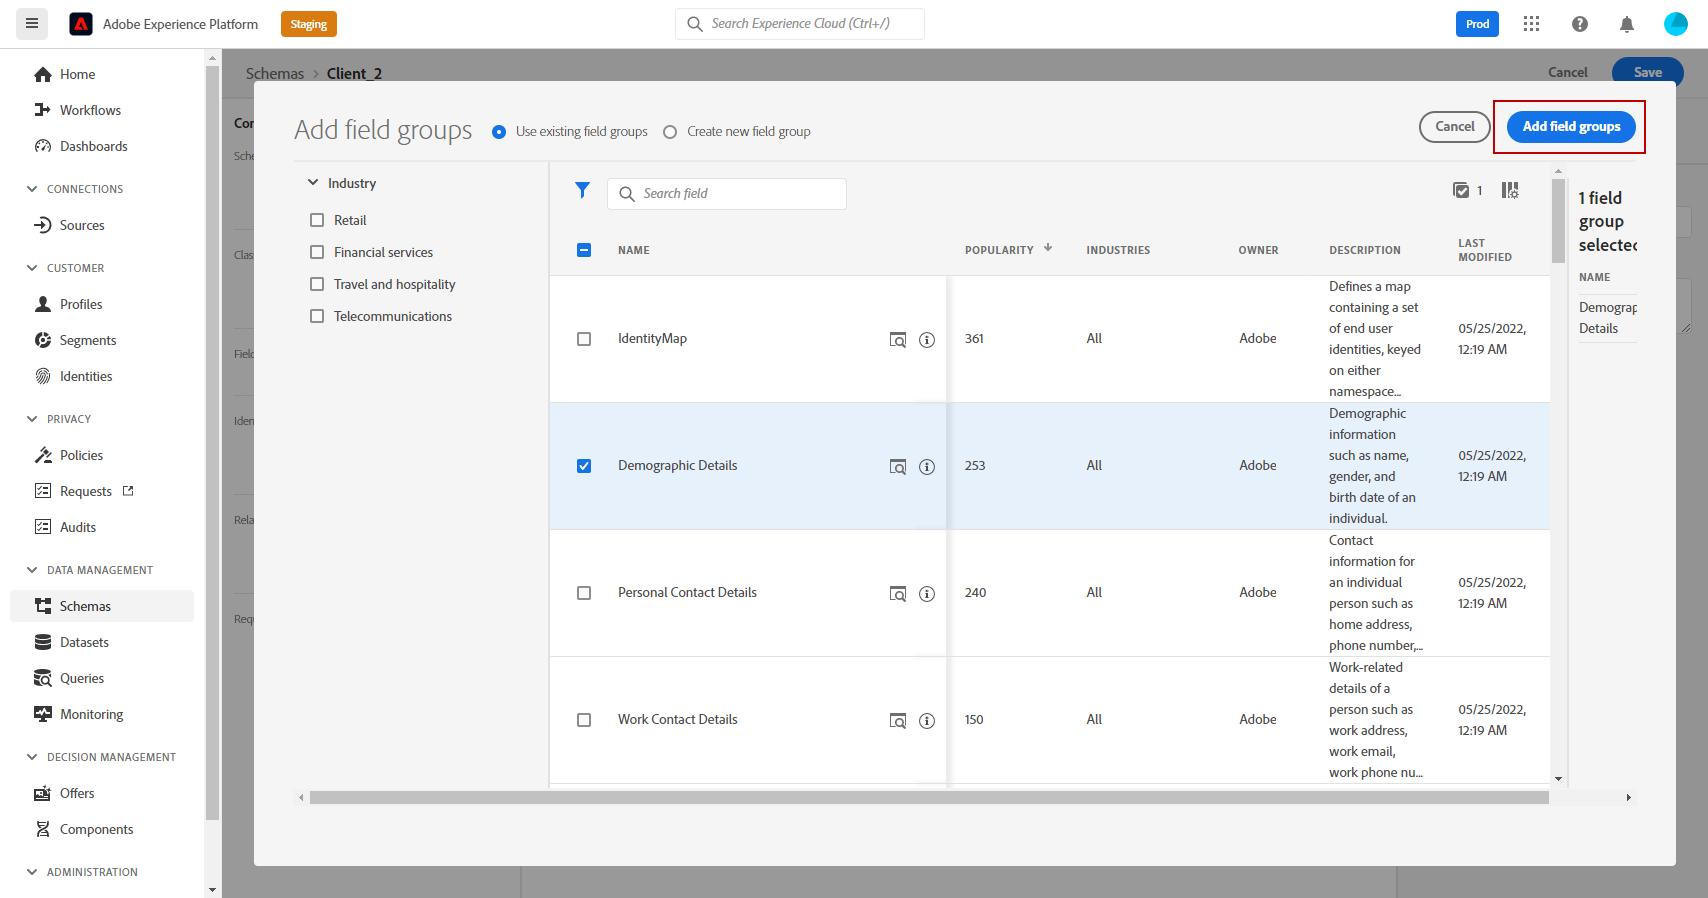 Adobe Experience Platform
Staging
Search Experience Cloud (Ctrl+/)
Prod
Home
Workflows
Dashboards
CONNECTIONS
Sources
CUSTOMER
Profiles
Segments
Identities
PRIVACY
Policies
Requests
Audits
DATA MANAGEMENT
Schemas
Datasets
Queries
Monitoring
DECISION MANAGEMENT
Offers
Components
ADMINISTRATION
Schemas > Client_2
Cancel
Save
Add field groups
Use existing field groups
Create new field group
Cancel
Add field groups
Industry
Retail
Financial services
Travel and hospitality
Telecommunications
Search field
1
NAME
POPULARITY
INDUSTRIES
OWNER
DESCRIPTION
LAST
MODIFIED
IdentityMap
361
All
Adobe
Defines a map
containing a set
of end user
identities, keyed
on either
namespace...
05/25/2022,
12:19 AM
Demographic Details
253
All
Adobe
Demographic
information
such as name,
gender, and
birth date of an
individual.
05/25/2022,
12:19 AM
Personal Contact Details
240
All
Adobe
Contact
information for
an individual
person such as
home address,
phone number,...
05/25/2022,
12:19 AM
Work Contact Details
150
All
Adobe
Work-related
details of a
person such as
work address,
work email,
work phone nu...
05/25/2022,
12:19 AM
1 field
group
selected
NAME
Demograp
Details